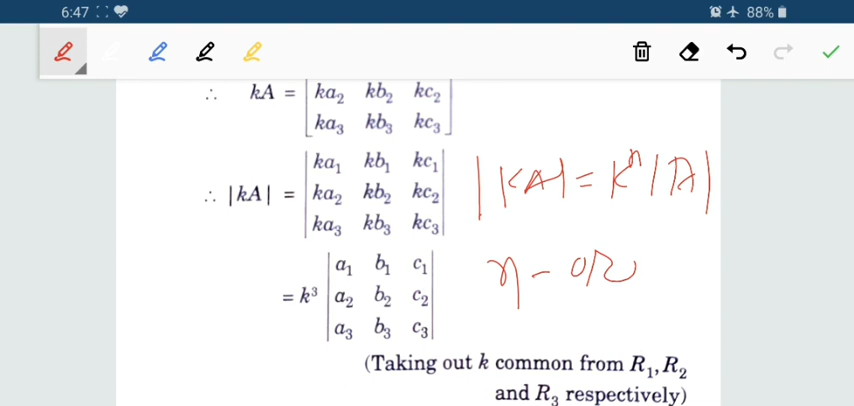 6:47 88%
∴ kA = ka₂ kb₂ kc₂
ka₃ kb₃ kc₃
∴ |kA| = | ka₁ kb₁ kc₁ |
ka₂ kb₂ kc₂
ka₃ kb₃ kc₃
|KA| = Kⁿ |A|
= k³ | a₁ b₁ c₁ |
a₂ b₂ c₂
a₃ b₃ c₃
n - or
(Taking out k common from R₁, R₂
and R₃ respectively)